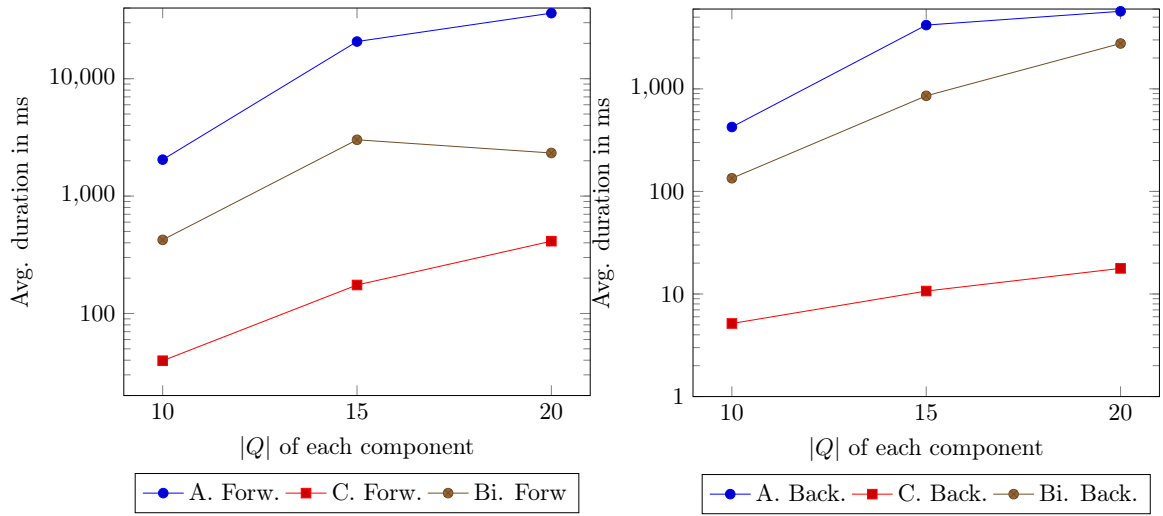 Avg. duration in ms
10,000
1,000
100
10 15 20
|Q| of each component
A. Forw. C. Forw. Bi. Forw
Avg. duration in ms
1,000
100
10
1
10 15 20
|Q| of each component
A. Back. C. Back. Bi. Back.